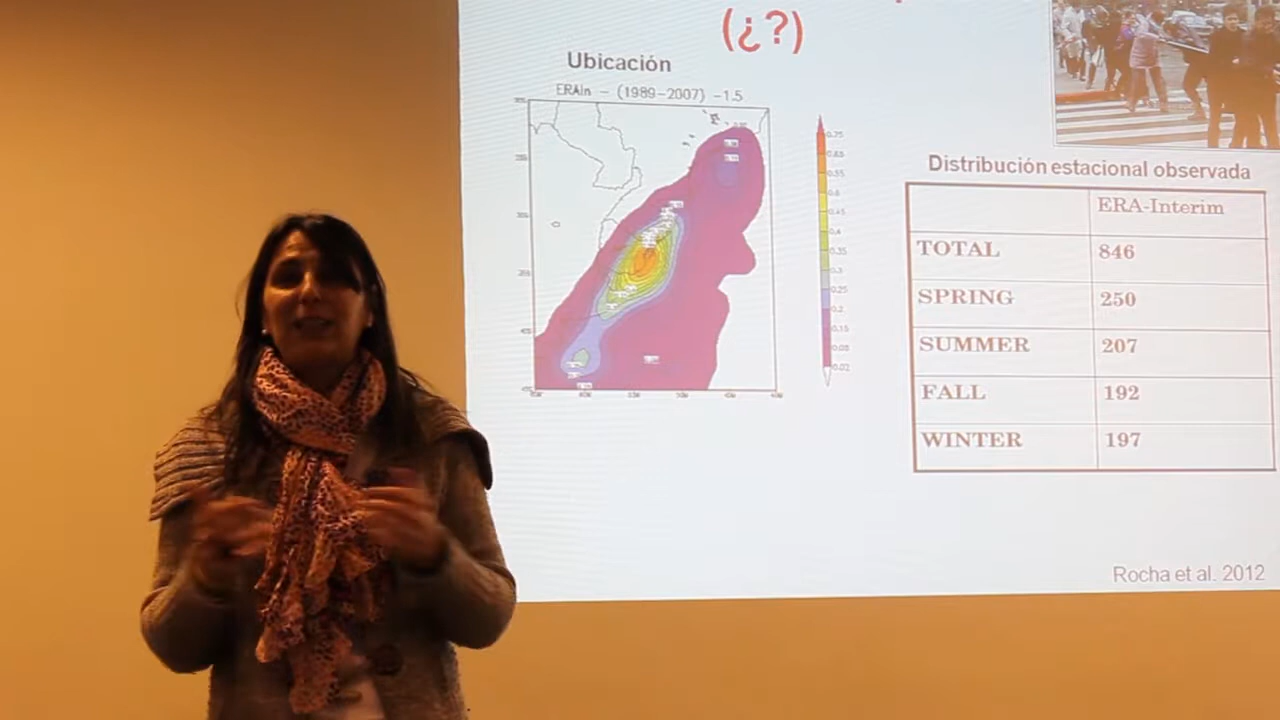 (¿?)
Ubicación
ERAIn – (1989–2007) –1.5
Distribución estacional observada
ERA-Interim
TOTAL 846
SPRING 250
SUMMER 207
FALL 192
WINTER 197
Rocha et al. 2012